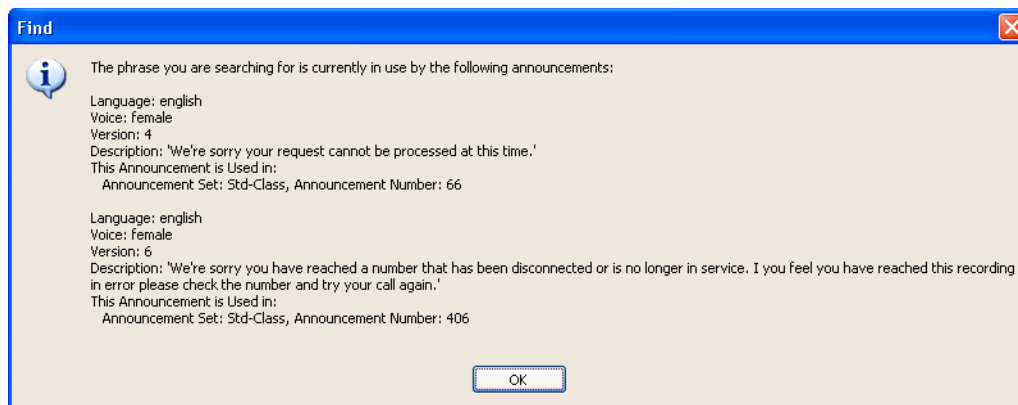 Find
The phrase you are searching for is currently in use by the following announcements:
Language: english
Voice: female
Version: 4
Description: 'We're sorry your request cannot be processed at this time.'
This Announcement is Used in:
Announcement Set: Std-Class, Announcement Number: 66
Language: english
Voice: female
Version: 6
Description: 'We're sorry you have reached a number that has been disconnected or is no longer in service. I you feel you have reached this recording
in error please check the number and try your call again.'
This Announcement is Used in:
Announcement Set: Std-Class, Announcement Number: 406
OK